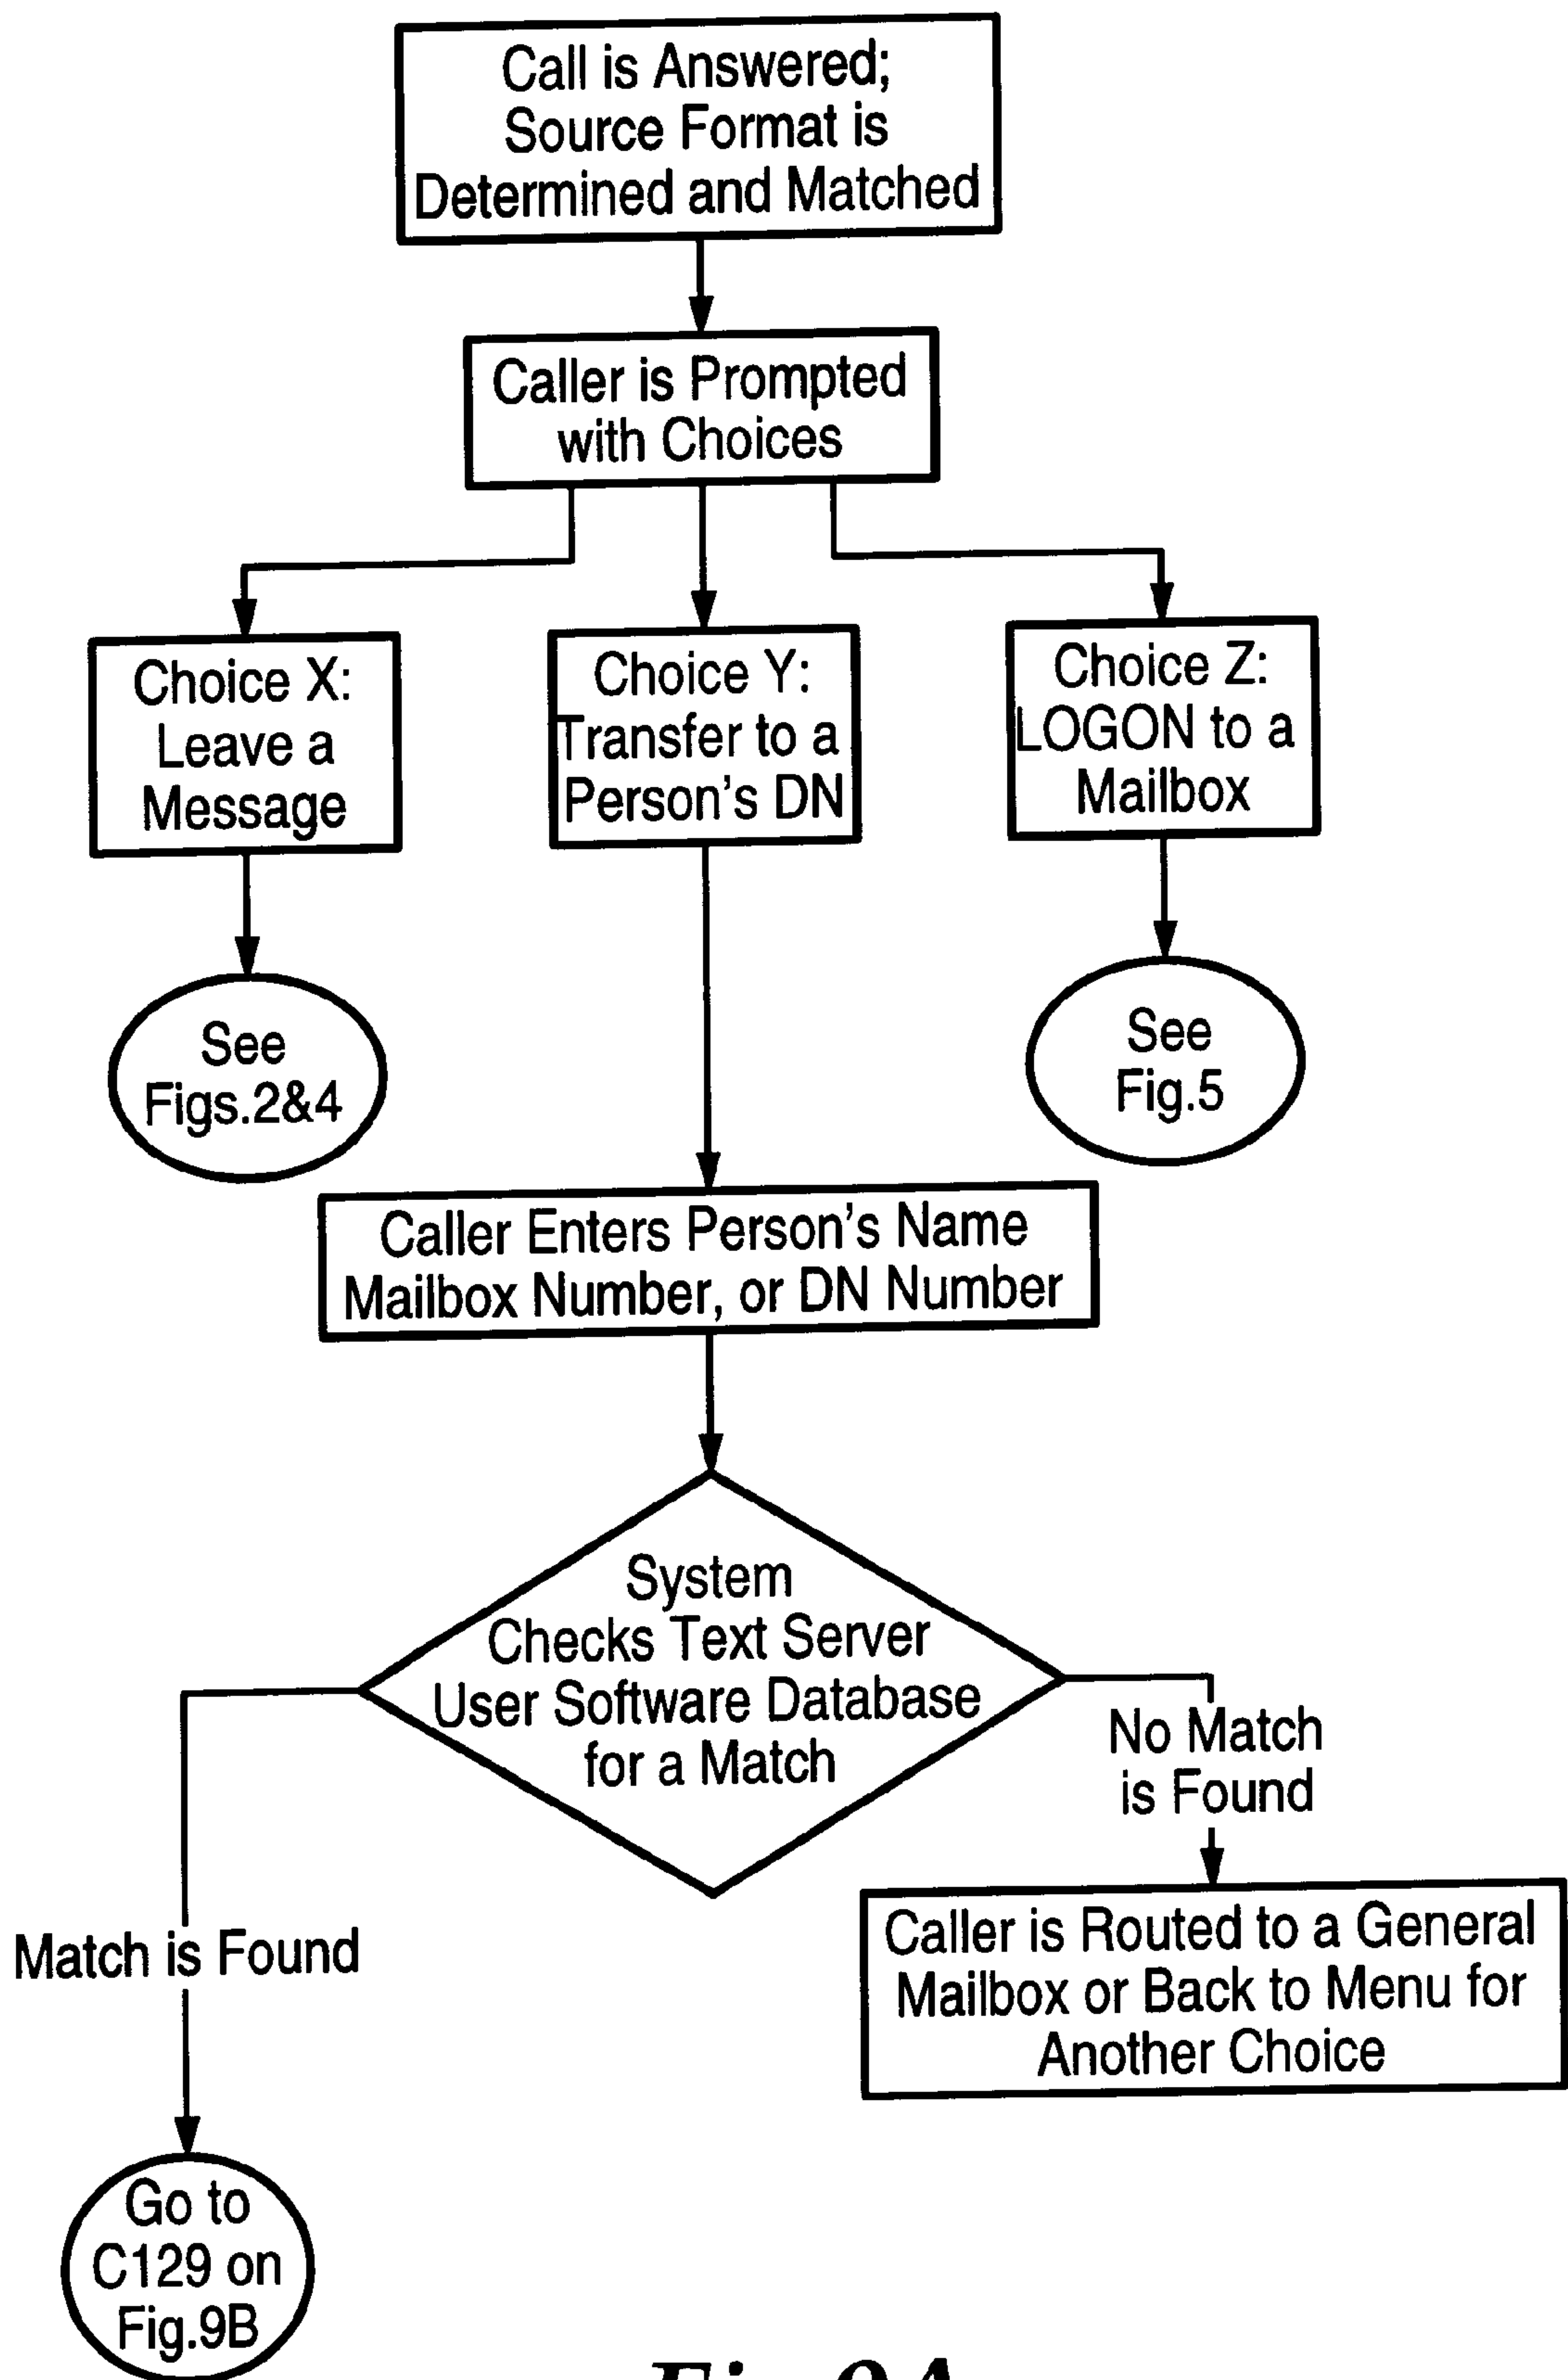 Call is Answered;
Source Format is
Determined and Matched
Caller is Prompted
with Choices
Choice X:
Leave a
Message
Choice Y:
Transfer to a
Person's DN
Choice Z:
LOGON to a
Mailbox
See
Figs.2&4
See
Fig.5
Caller Enters Person's Name
Mailbox Number, or DN Number
System
Checks Text Server
User Software Database
for a Match
No Match
is Found
Match is Found
Caller is Routed to a General
Mailbox or Back to Menu for
Another Choice
Go to
C129 on
Fig.9B